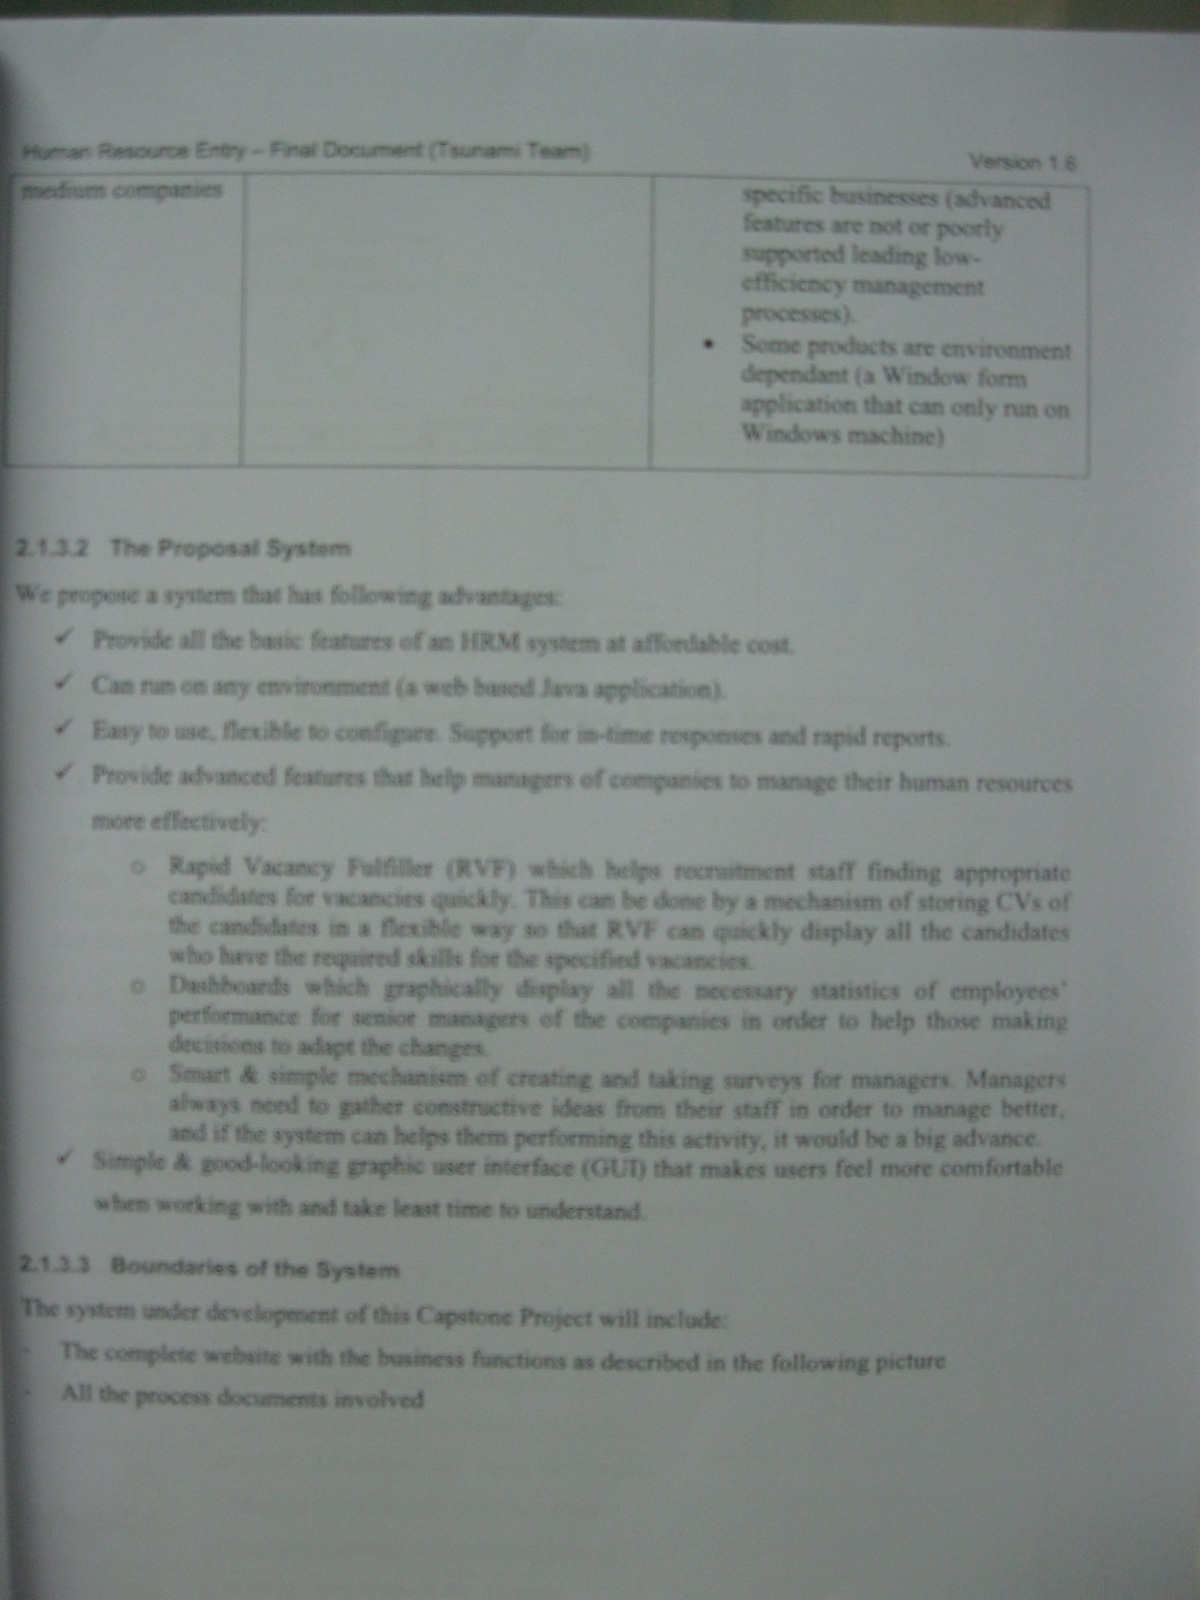 Human Resource Entry – Final Document (Tsunami Team)
Version 1.6
medium companies
specific businesses (advanced
features are not or poorly
supported leading low-
efficiency management
processes).
• Some products are environment
dependant (a Window form
application that can only run on
Windows machine)
2.1.3.2 The Proposal System
We propose a system that has following advantages:
✓ Provide all the basic features of an HRM system at affordable cost.
✓ Can run on any environment (a web based Java application).
✓ Easy to use, flexible to configure. Support for in-time responses and rapid reports.
✓ Provide advanced features that help managers of companies to manage their human resources
more effectively:
o Rapid Vacancy Fulfiller (RVF) which helps recruitment staff finding appropriate
candidates for vacancies quickly. This can be done by a mechanism of storing CVs of
the candidates in a flexible way so that RVF can quickly display all the candidates
who have the required skills for the specified vacancies.
o Dashboards which graphically display all the necessary statistics of employees'
performance for senior managers of the companies in order to help those making
decisions to adapt the changes.
o Smart & simple mechanism of creating and taking surveys for managers. Managers
always need to gather constructive ideas from their staff in order to manage better,
and if the system can helps them performing this activity, it would be a big advance.
✓ Simple & good-looking graphic user interface (GUI) that makes users feel more comfortable
when working with and take least time to understand.
2.1.3.3 Boundaries of the System
The system under development of this Capstone Project will include:
- The complete website with the business functions as described in the following picture
- All the process documents involved